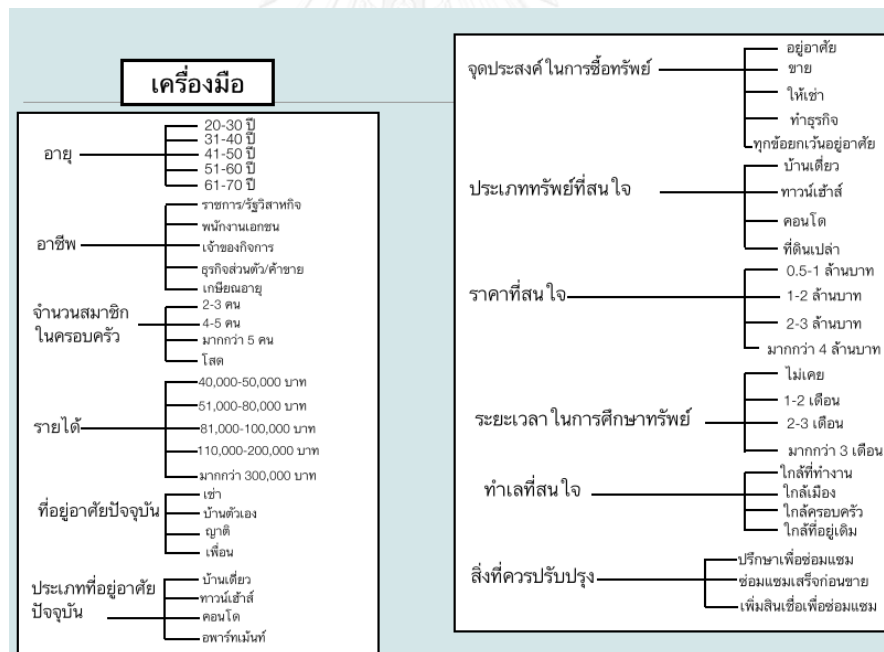 เครื่องมือ
อายุ
20-30 ปี
31-40 ปี
41-50 ปี
51-60 ปี
61-70 ปี
อาชีพ
ราชการ/รัฐวิสาหกิจ
พนักงานเอกชน
เจ้าของกิจการ
ธุรกิจส่วนตัว/ค้าขาย
เกษียณอายุ
จำนวนสมาชิก
ในครอบครัว
2-3 คน
4-5 คน
มากกว่า 5 คน
โสด
รายได้
40,000-50,000 บาท
51,000-80,000 บาท
81,000-100,000 บาท
110,000-200,000 บาท
มากกว่า 300,000 บาท
ที่อยู่อาศัยปัจจุบัน
เช่า
บ้านตัวเอง
ญาติ
เพื่อน
ประเภทที่อยู่อาศัย
ปัจจุบัน
บ้านเดี่ยว
ทาวน์เฮ้าส์
คอนโด
อพาร์ทเม้นท์
จุดประสงค์ในการซื้อทรัพย์
อยู่อาศัย
ขาย
ให้เช่า
ทำธุรกิจ
ทุกข้อยกเว้นอยู่อาศัย
ประเภททรัพย์ที่สนใจ
บ้านเดี่ยว
ทาวน์เฮ้าส์
คอนโด
ที่ดินเปล่า
ราคาที่สนใจ
0.5-1 ล้านบาท
1-2 ล้านบาท
2-3 ล้านบาท
มากกว่า 4 ล้านบาท
ระยะเวลาในการศึกษาทรัพย์
ไม่เคย
1-2 เดือน
2-3 เดือน
มากกว่า 3 เดือน
ทำเลที่สนใจ
ใกล้ที่ทำงาน
ใกล้เมือง
ใกล้ครอบครัว
ใกล้ที่อยู่เดิม
สิ่งที่ควรปรับปรุง
ปรึกษาเพื่อซ่อมแซม
ซ่อมแซมเสร็จก่อนขาย
เพิ่มสินเชื่อเพื่อซ่อมแซม